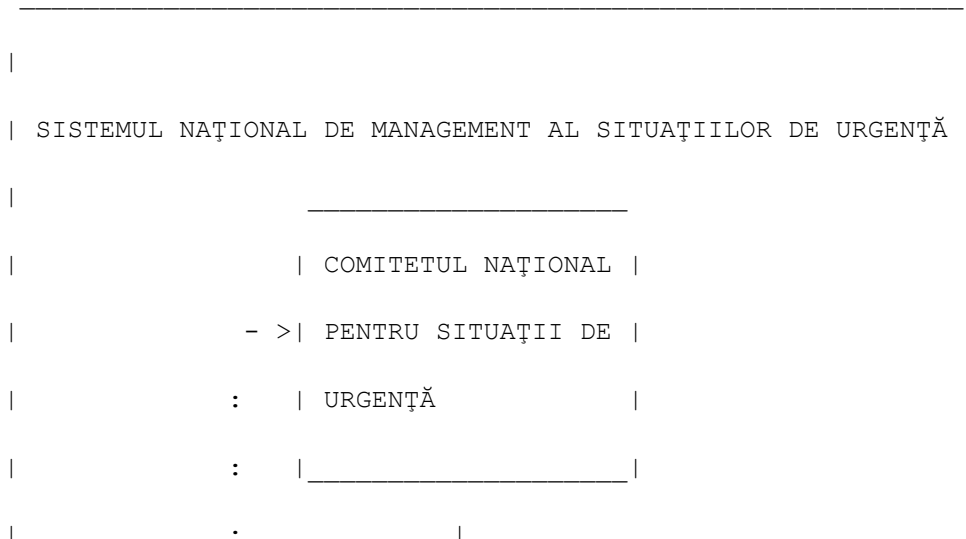 SISTEMUL NAŢIONAL DE MANAGEMENT AL SITUAŢIILOR DE URGENŢĂ
COMITETUL NAŢIONAL
- > PENTRU SITUAŢII DE
: URGENŢĂ
:
: